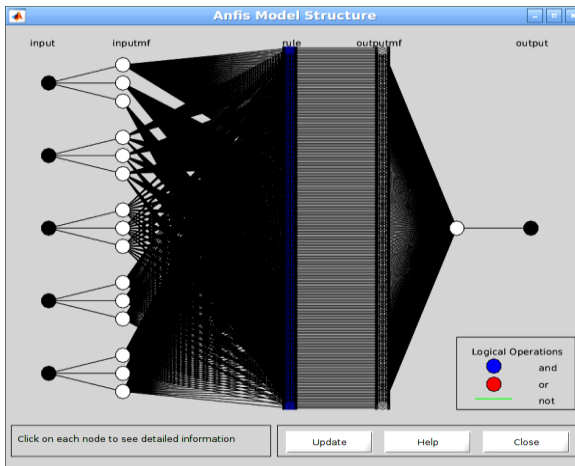 Anfis Model Structure
input inputmf rule outputmf output
Logical Operations
and
or
not
Click on each node to see detailed information
Update Help Close